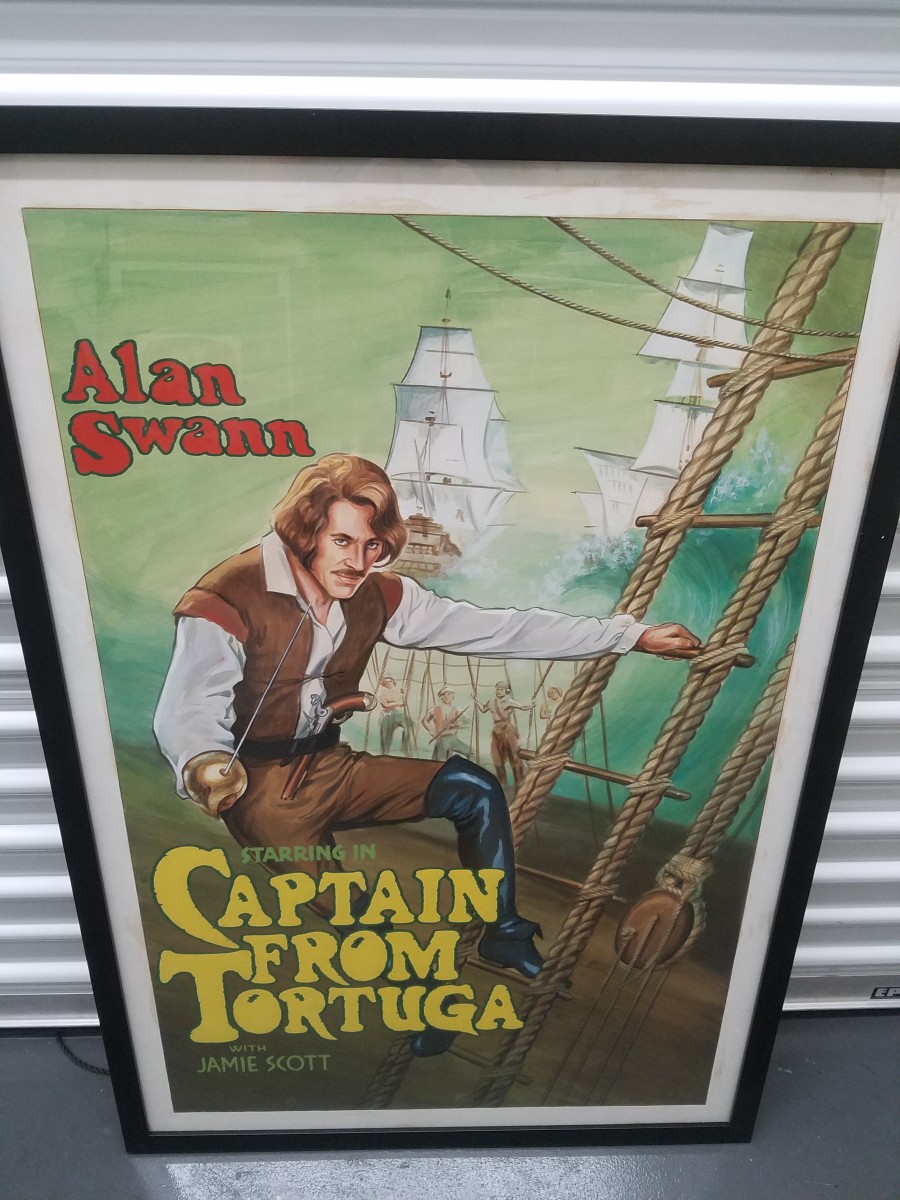 Alan
Swann
STARRING IN
CAPTAIN
FROM
TORTUGA
WITH
JAMIE SCOTT